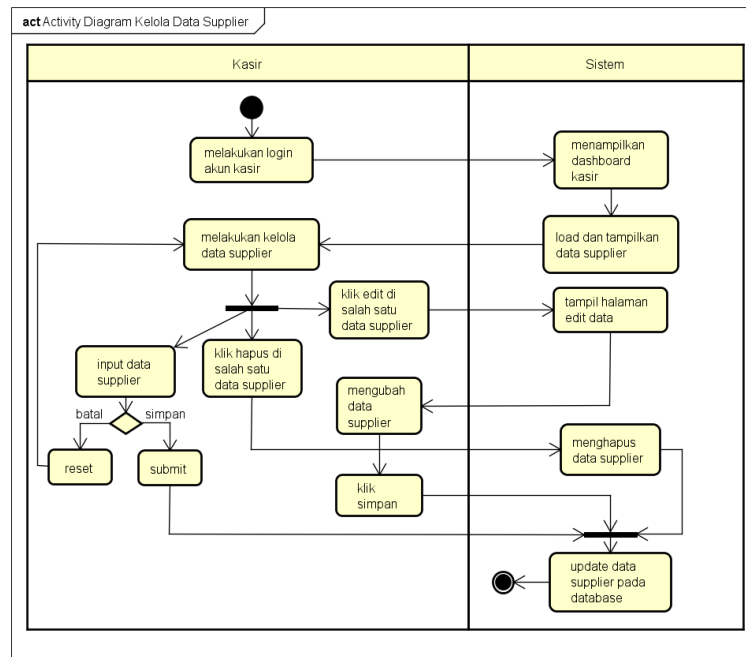 act Activity Diagram Kelola Data Supplier
Kasir
Sistem
melakukan login
akun kasir
menampilkan
dashboard
kasir
melakukan kelola
data supplier
load dan tampilkan
data supplier
klik edit di
salah satu
data supplier
tampil halaman
edit data
input data
supplier
klik hapus di
salah satu
data supplier
mengubah
data
supplier
batal
simpan
menghapus
data supplier
reset
submit
klik
simpan
update data
supplier pada
database